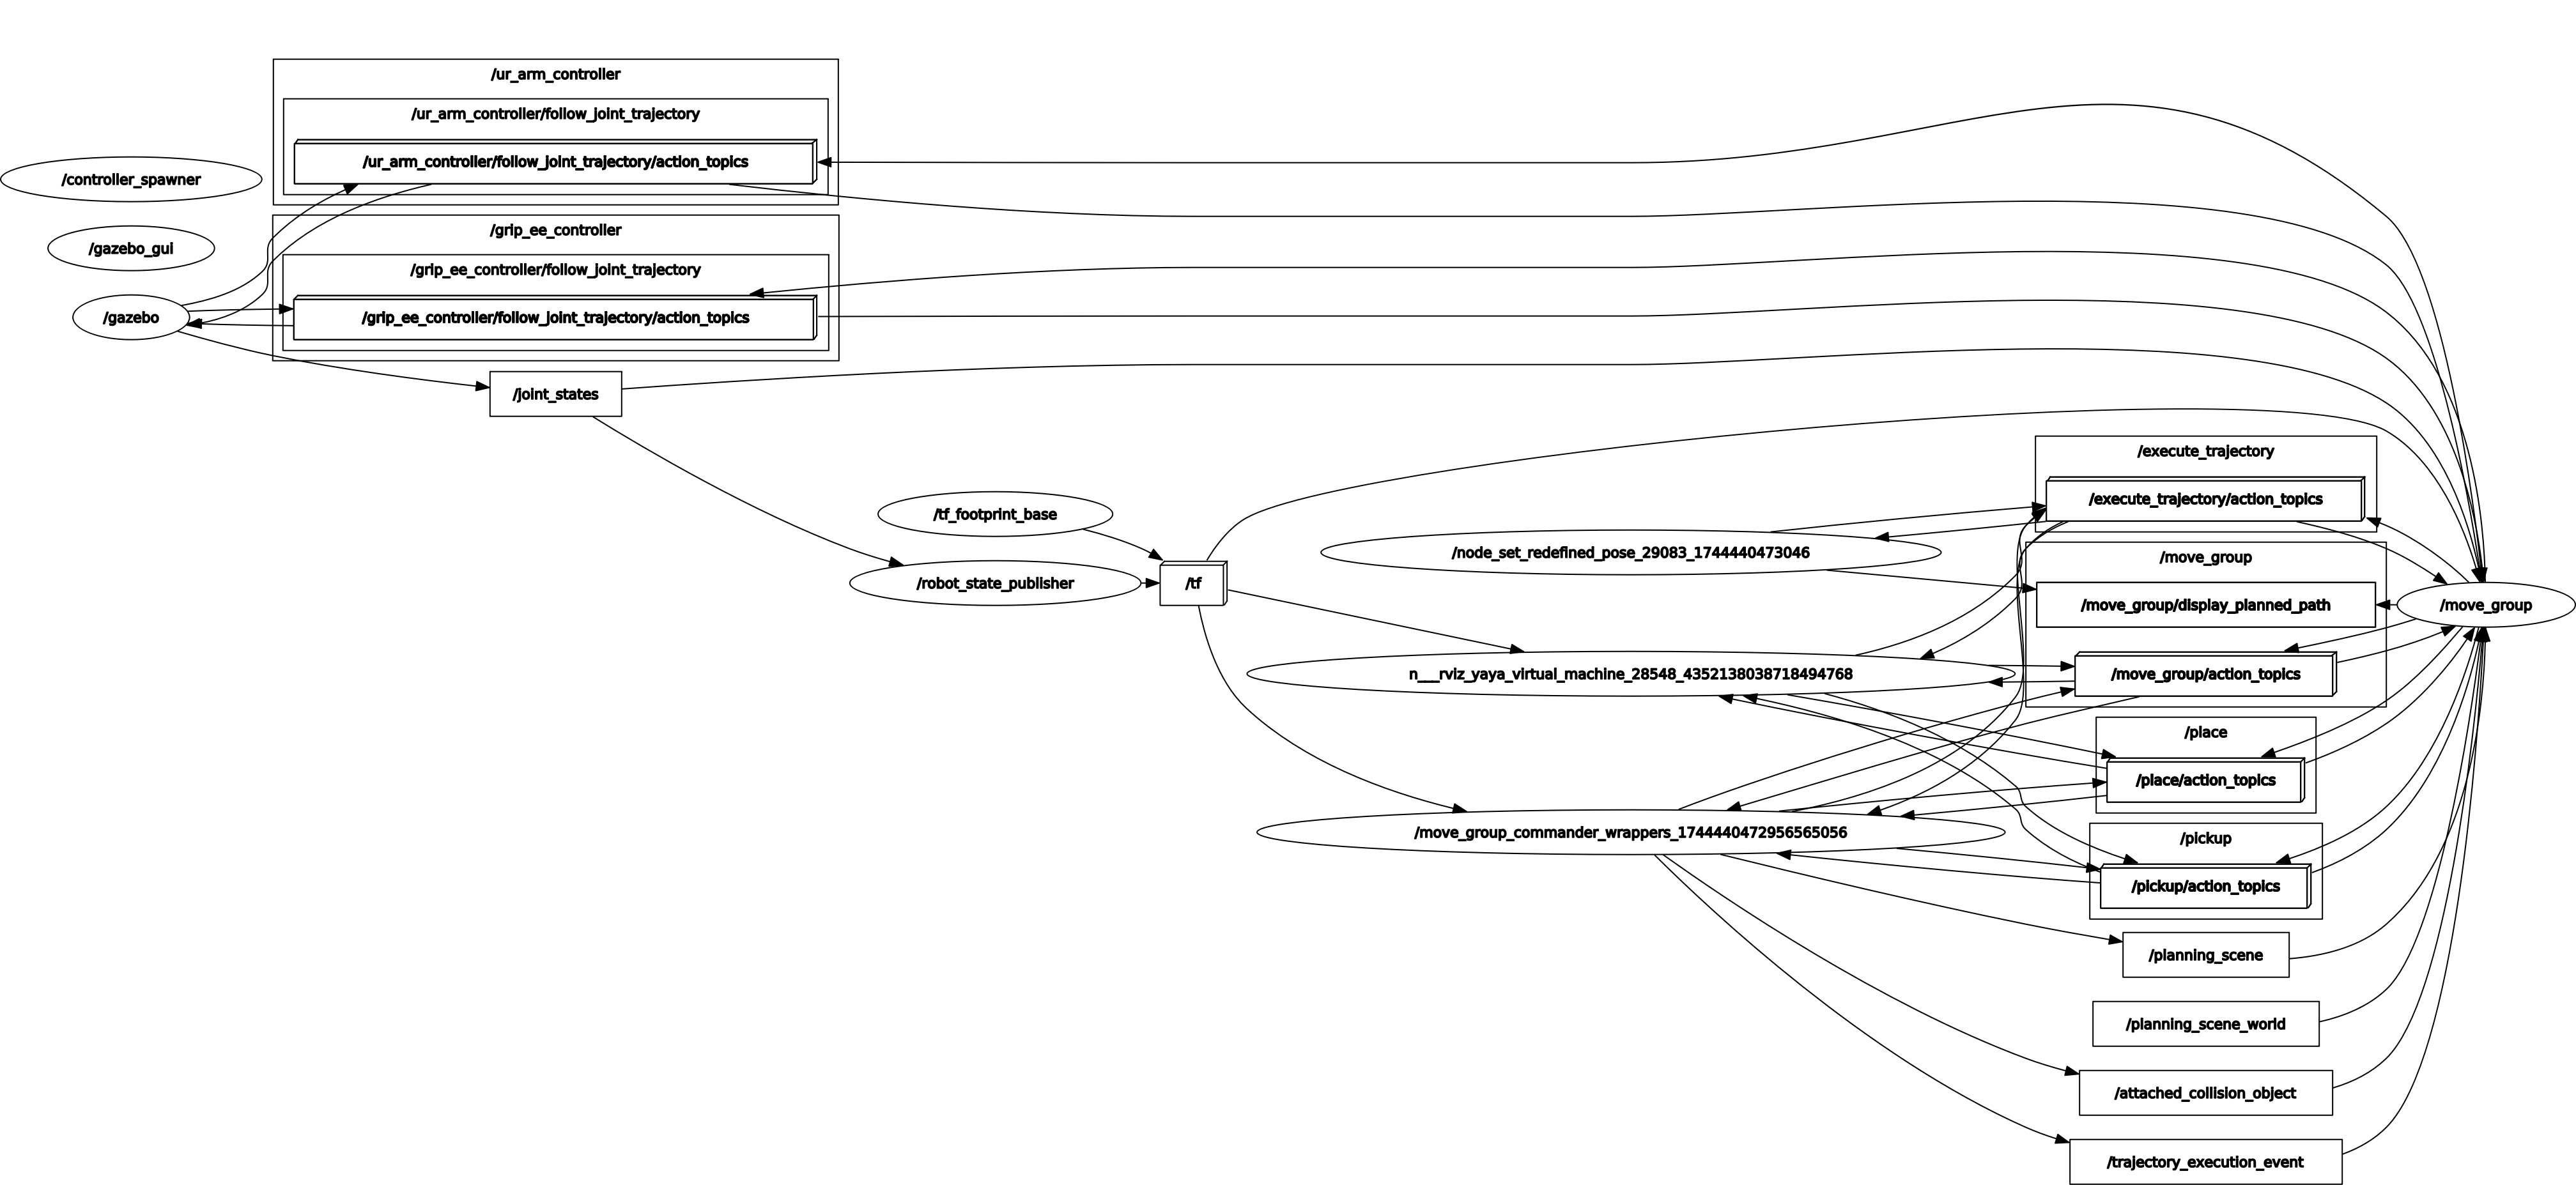 /ur_arm_controller
/ur_arm_controller/follow_joint_trajectory
/ur_arm_controller/follow_joint_trajectory/action_topics
/controller_spawner
/gazebo_gui
/grip_ee_controller
/grip_ee_controller/follow_joint_trajectory
/gazebo
/grip_ee_controller/follow_joint_trajectory/action_topics
/joint_states
/execute_trajectory
/execute_trajectory/action_topics
/tf_footprint_base
/node_set_redefined_pose_29083_1744440473046
/move_group
/robot_state_publisher
/tf
/move_group/display_planned_path
/move_group
n___rviz_yaya_virtual_machine_28548_4352138038718494768
/move_group/action_topics
/place
/place/action_topics
/move_group_commander_wrappers_1744440472956565056
/pickup
/pickup/action_topics
/planning_scene
/planning_scene_world
/attached_collision_object
/trajectory_execution_event